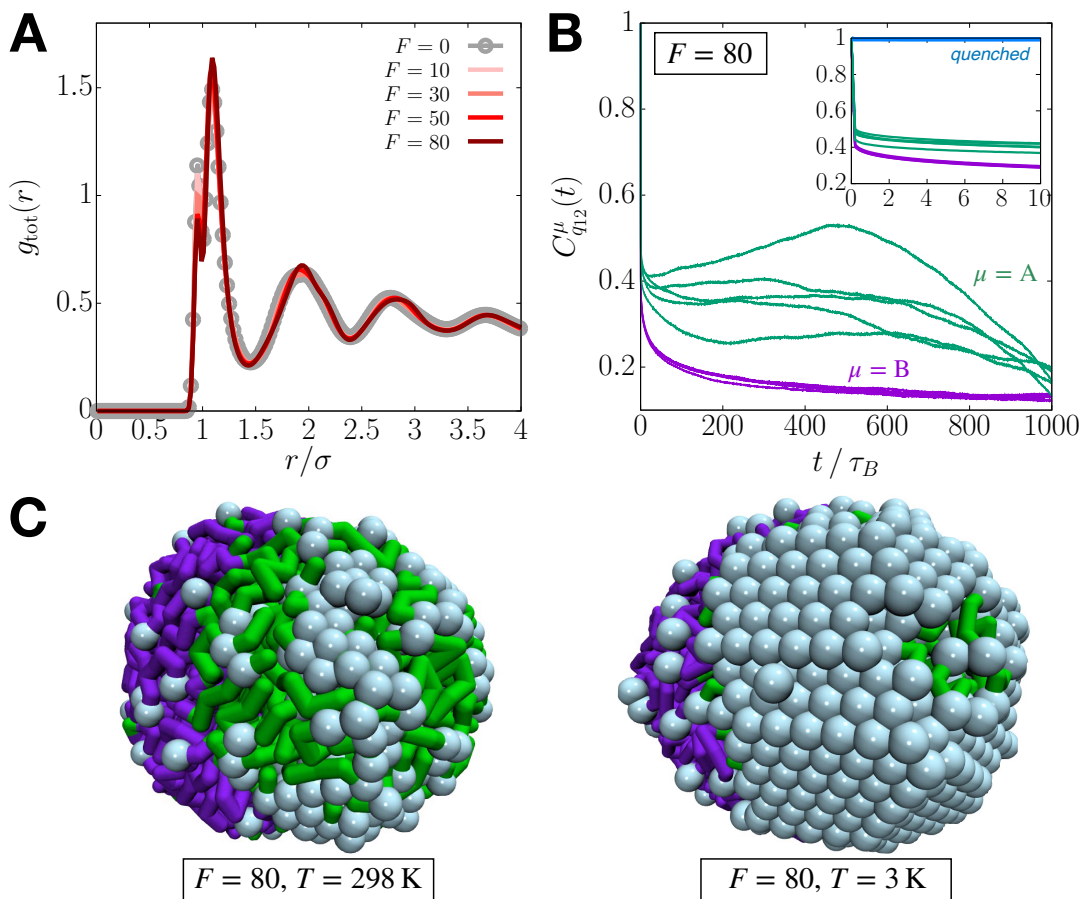 A
g_tot(r)
1.5
1
0.5
0
F = 0
F = 10
F = 30
F = 50
F = 80
0 0.5 1 1.5 2 2.5 3 3.5 4
r/σ
B
C^μ_{q12}(t)
1
0.8
0.6
0.4
0.2
F = 80
1
0.8
0.6
0.4
0.2
quenched
0 2 4 6 8 10
μ = A
μ = B
0 200 400 600 800 1000
t / τ_B
C
F = 80, T = 298 K
F = 80, T = 3 K